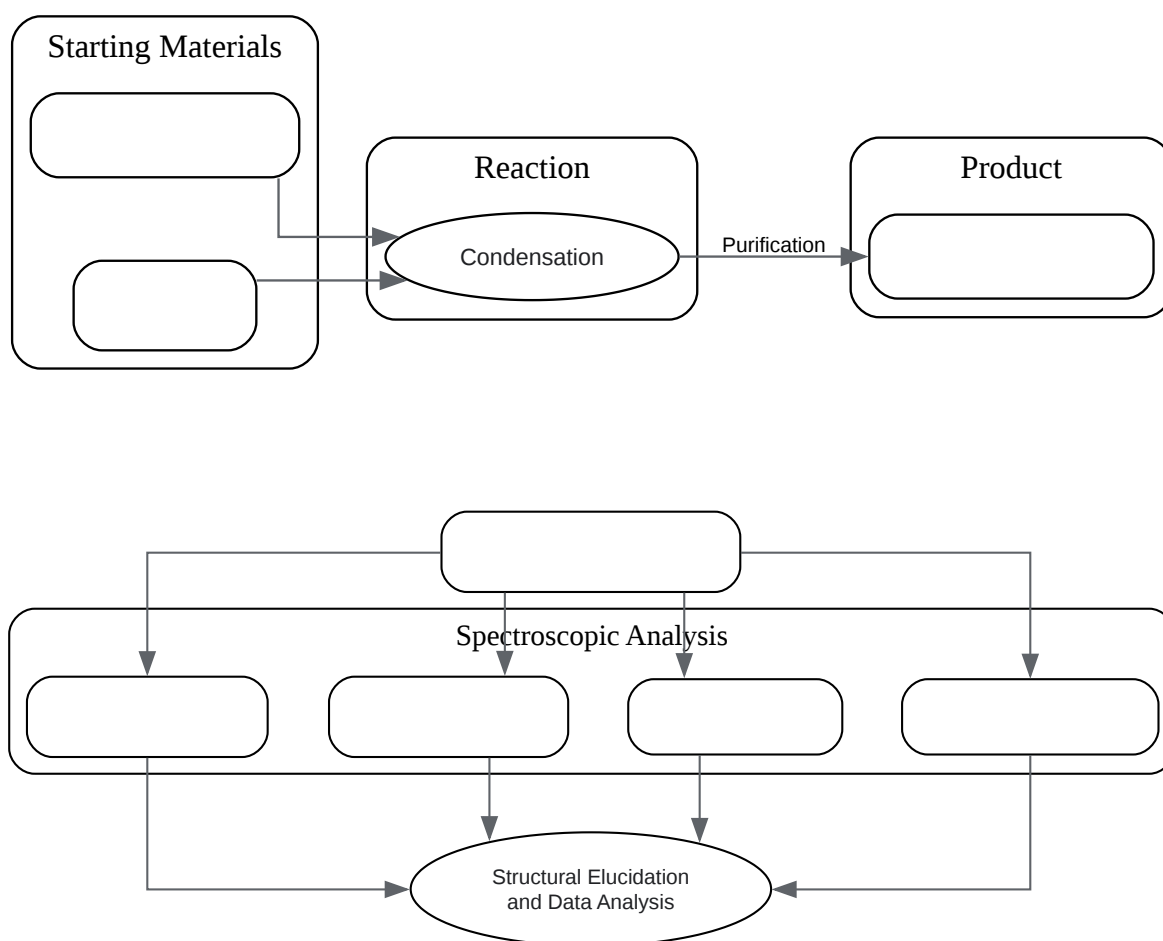 Starting Materials
Reaction
Product
Condensation
Purification
Spectroscopic Analysis
Structural Elucidation
and Data Analysis